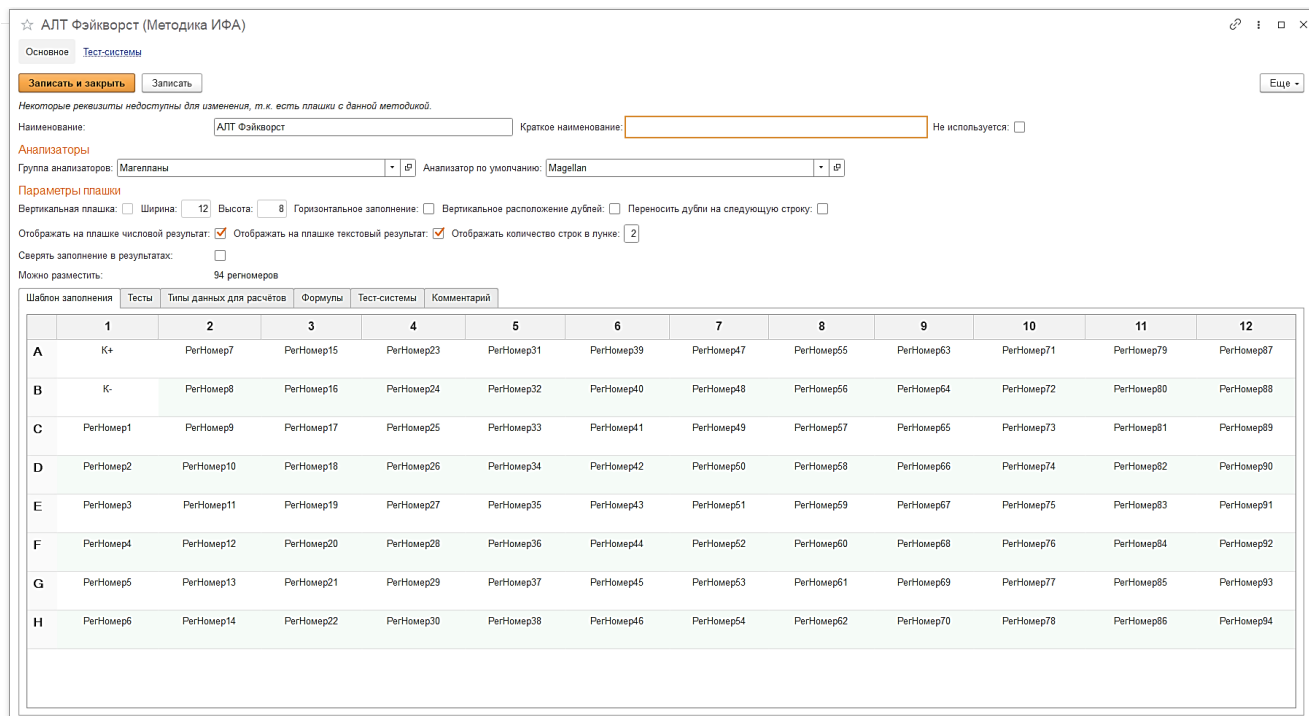 АЛТ Фэйкворст (Методика ИФА)
Основное Тест-системы
Записать и закрыть Записать Еще
Некоторые реквизиты недоступны для изменения, т.к. есть плашки с данной методикой.
Наименование: АЛТ Фэйкворст Краткое наименование: Не используется:
Анализаторы
Группа анализаторов: Магелланы Анализатор по умолчанию: Magellan
Параметры плашки
Вертикальная плашка: Ширина: 12 Высота: 8 Горизонтальное заполнение: Вертикальное расположение дублей: Переносить дубли на следующую строку:
Отображать на плашке числовой результат: Отображать на плашке текстовый результат: Отображать количество строк в лунке: 2
Сверять заполнение в результатах:
Можно разместить: 94 регномеров
Шаблон заполнения Тесты Типы данных для расчётов Формулы Тест-системы Комментарий
1 2 3 4 5 6 7 8 9 10 11 12
A К+ РегНомер7 РегНомер15 РегНомер23 РегНомер31 РегНомер39 РегНомер47 РегНомер55 РегНомер63 РегНомер71 РегНомер79 РегНомер87
B К- РегНомер8 РегНомер16 РегНомер24 РегНомер32 РегНомер40 РегНомер48 РегНомер56 РегНомер64 РегНомер72 РегНомер80 РегНомер88
C РегНомер1 РегНомер9 РегНомер17 РегНомер25 РегНомер33 РегНомер41 РегНомер49 РегНомер57 РегНомер65 РегНомер73 РегНомер81 РегНомер89
D РегНомер2 РегНомер10 РегНомер18 РегНомер26 РегНомер34 РегНомер42 РегНомер50 РегНомер58 РегНомер66 РегНомер74 РегНомер82 РегНомер90
E РегНомер3 РегНомер11 РегНомер19 РегНомер27 РегНомер35 РегНомер43 РегНомер51 РегНомер59 РегНомер67 РегНомер75 РегНомер83 РегНомер91
F РегНомер4 РегНомер12 РегНомер20 РегНомер28 РегНомер36 РегНомер44 РегНомер52 РегНомер60 РегНомер68 РегНомер76 РегНомер84 РегНомер92
G РегНомер5 РегНомер13 РегНомер21 РегНомер29 РегНомер37 РегНомер45 РегНомер53 РегНомер61 РегНомер69 РегНомер77 РегНомер85 РегНомер93
H РегНомер6 РегНомер14 РегНомер22 РегНомер30 РегНомер38 РегНомер46 РегНомер54 РегНомер62 РегНомер70 РегНомер78 РегНомер86 РегНомер94